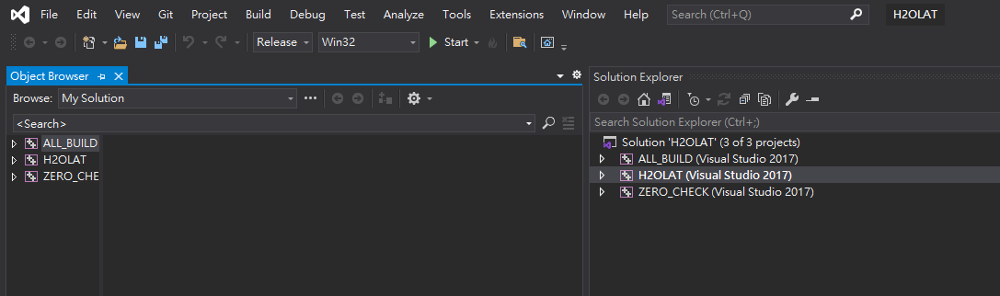 File Edit View Git Project Build Debug Test Analyze Tools Extensions Window Help Search (Ctrl+Q) H2OLAT
Release Win32 Start
Object Browser
Browse: My Solution
<Search>
ALL_BUILD
H2OLAT
ZERO_CHE
Solution Explorer
Search Solution Explorer (Ctrl+;)
Solution 'H2OLAT' (3 of 3 projects)
ALL_BUILD (Visual Studio 2017)
H2OLAT (Visual Studio 2017)
ZERO_CHECK (Visual Studio 2017)